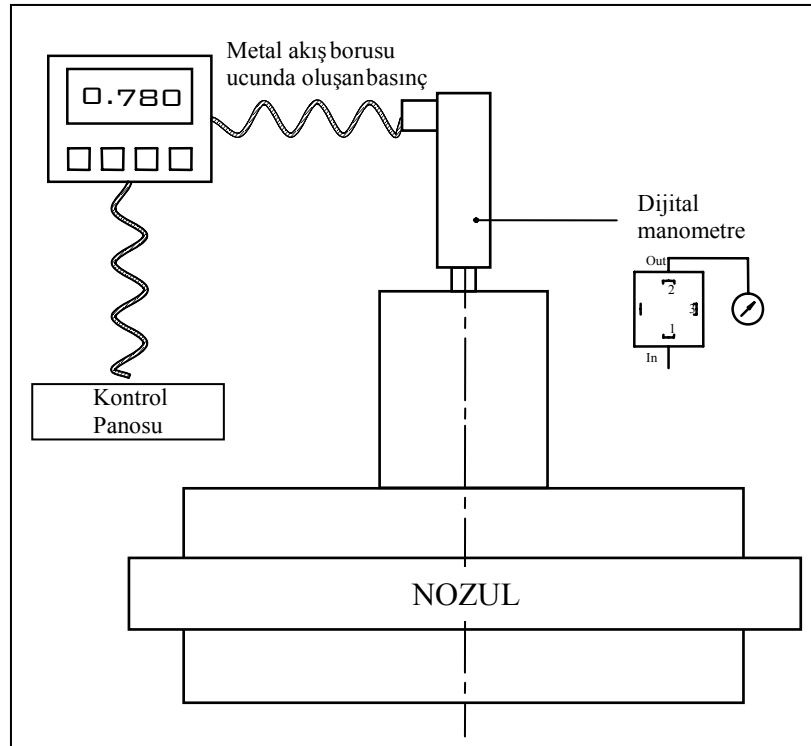 Metal akış borusu
ucunda oluşan basınç
0.780
Dijital
manometre
Out
2
3
1
In
Kontrol
Panosu
NOZUL